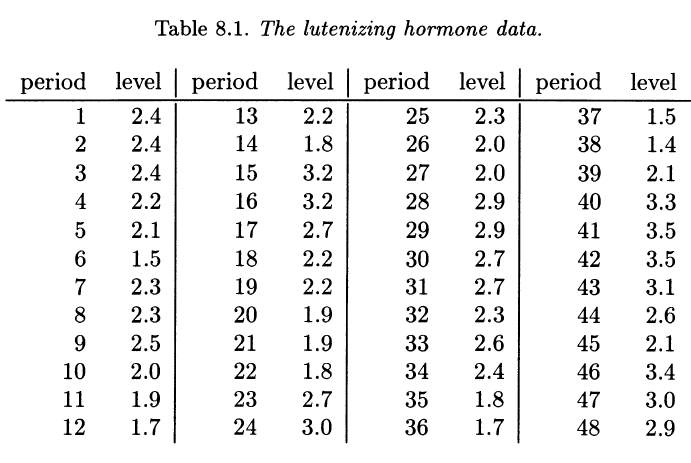 Table 8.1. The lutenizing hormone data.
period level period level period level period level
1 2.4 13 2.2 25 2.3 37 1.5
2 2.4 14 1.8 26 2.0 38 1.4
3 2.4 15 3.2 27 2.0 39 2.1
4 2.2 16 3.2 28 2.9 40 3.3
5 2.1 17 2.7 29 2.9 41 3.5
6 1.5 18 2.2 30 2.7 42 3.5
7 2.3 19 2.2 31 2.7 43 3.1
8 2.3 20 1.9 32 2.3 44 2.6
9 2.5 21 1.9 33 2.6 45 2.1
10 2.0 22 1.8 34 2.4 46 3.4
11 1.9 23 2.7 35 1.8 47 3.0
12 1.7 24 3.0 36 1.7 48 2.9